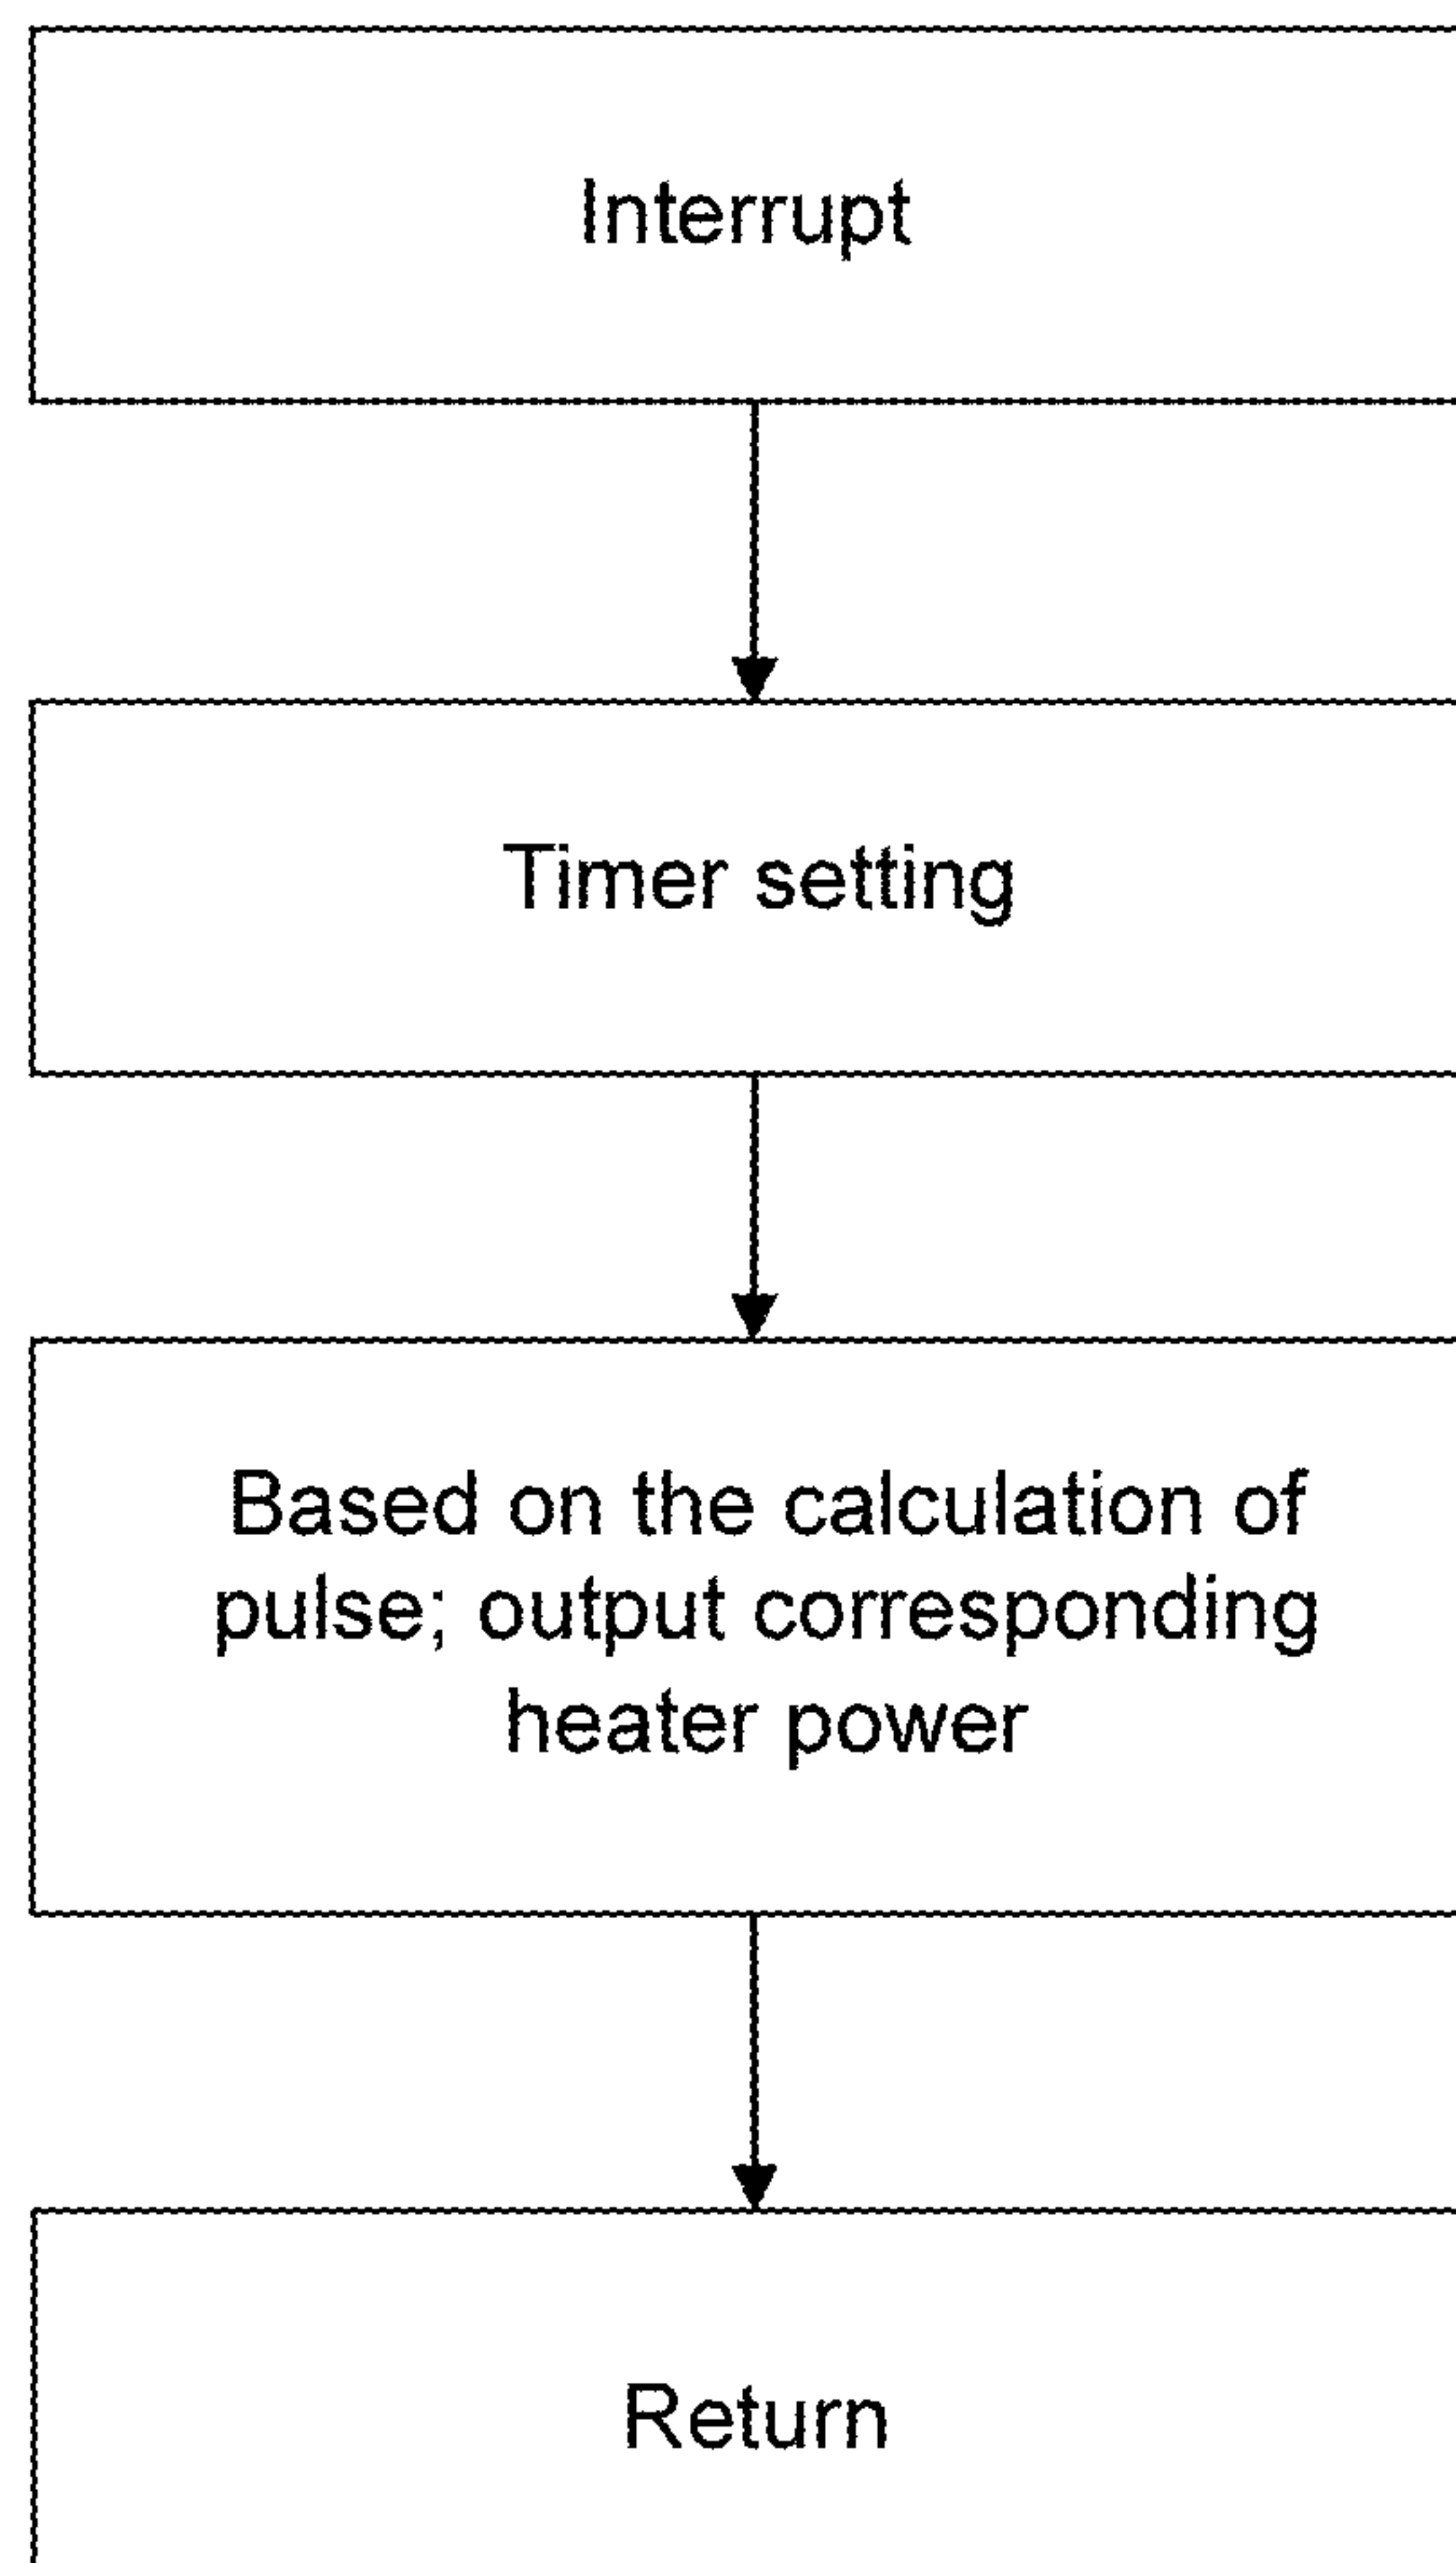 Interrupt
Timer setting
Based on the calculation of
pulse; output corresponding
heater power
Return